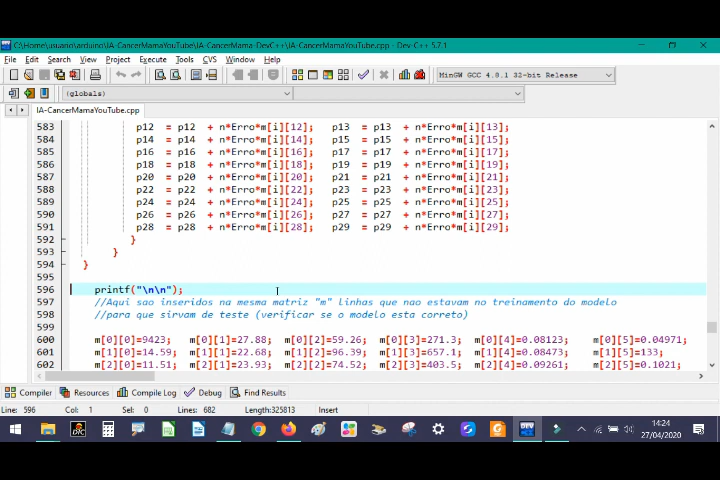 C:\Home\usuario\arduino\IA-CancerMamaYouTube\IA-CancerMama-DevC++\IA-CancerMamaYouTube.cpp - Dev-C++ 5.7.1
File Edit Search View Project Execute Tools CVS Window Help
MinGW GCC 4.8.1 32-bit Release
(globals)
IA-CancerMamaYouTube.cpp
583 p12 = p12 + n*Erro*m[i][12]; p13 = p13 + n*Erro*m[i][13];
584 p14 = p14 + n*Erro*m[i][14]; p15 = p15 + n*Erro*m[i][15];
585 p16 = p16 + n*Erro*m[i][16]; p17 = p17 + n*Erro*m[i][17];
586 p18 = p18 + n*Erro*m[i][18]; p19 = p19 + n*Erro*m[i][19];
587 p20 = p20 + n*Erro*m[i][20]; p21 = p21 + n*Erro*m[i][21];
588 p22 = p22 + n*Erro*m[i][22]; p23 = p23 + n*Erro*m[i][23];
589 p24 = p24 + n*Erro*m[i][24]; p25 = p25 + n*Erro*m[i][25];
590 p26 = p26 + n*Erro*m[i][26]; p27 = p27 + n*Erro*m[i][27];
591 p28 = p28 + n*Erro*m[i][28]; p29 = p29 + n*Erro*m[i][29];
592 }
593 }
594 }
595
596 printf("\n\n");
597 //Aqui sao inseridos na mesma matriz "m" linhas que nao estavam no treinamento do modelo
598 //para que sirvam de teste (verificar se o modelo esta correto)
599
600 m[0][0]=9423; m[0][1]=27.88; m[0][2]=59.26; m[0][3]=271.3; m[0][4]=0.08123; m[0][5]=0.04971;
601 m[1][0]=14.59; m[1][1]=22.68; m[1][2]=96.39; m[1][3]=657.1; m[1][4]=0.08473; m[1][5]=133;
602 m[2][0]=11.51; m[2][1]=23.93; m[2][2]=74.52; m[2][3]=403.5; m[2][4]=0.09261; m[2][5]=0.1021;
Compiler Resources Compile Log Debug Find Results
Line: 596 Col: 1 Sel: 0 Lines: 682 Length:325813 Insert
14:24
27/04/2020